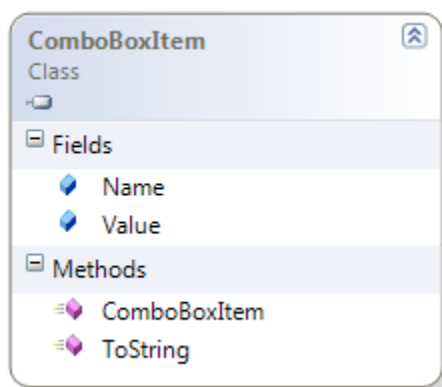 ComboBoxItem
Class
Fields
Name
Value
Methods
ComboBoxItem
ToString